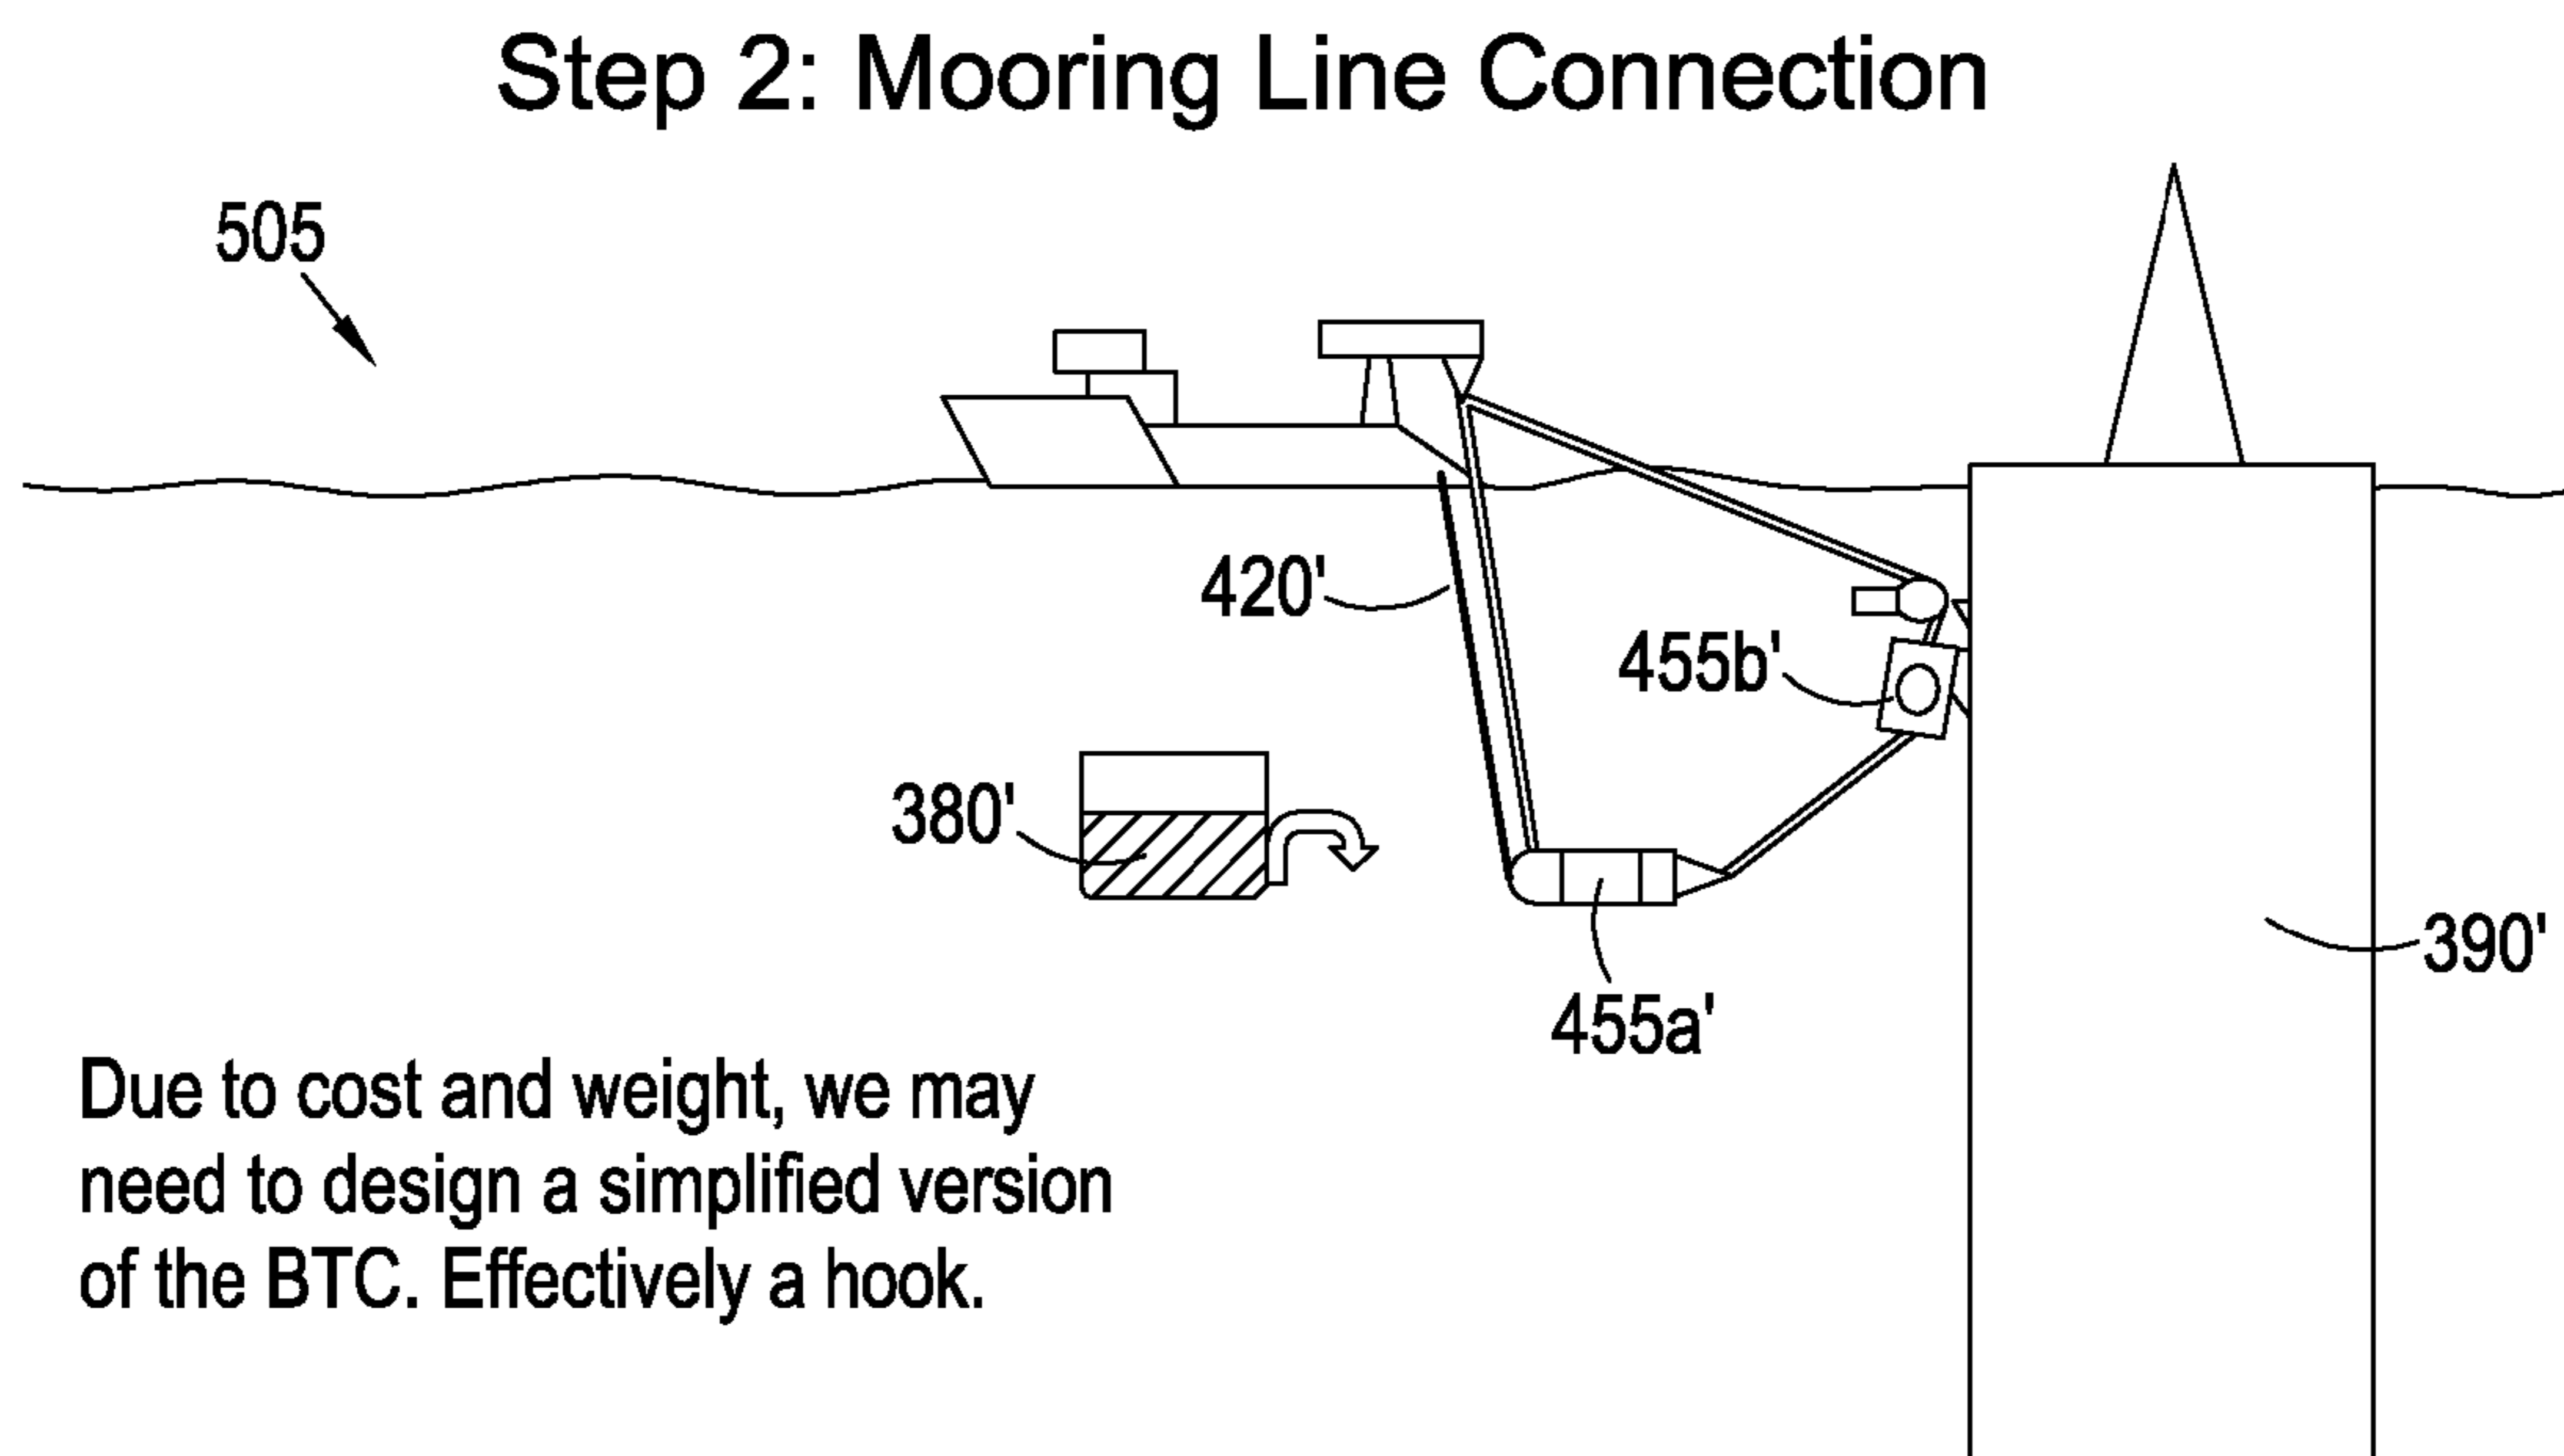 Step 2: Mooring Line Connection
505
420'
455b'
380'
390'
455a'
Due to cost and weight, we may
need to design a simplified version
of the BTC. Effectively a hook.